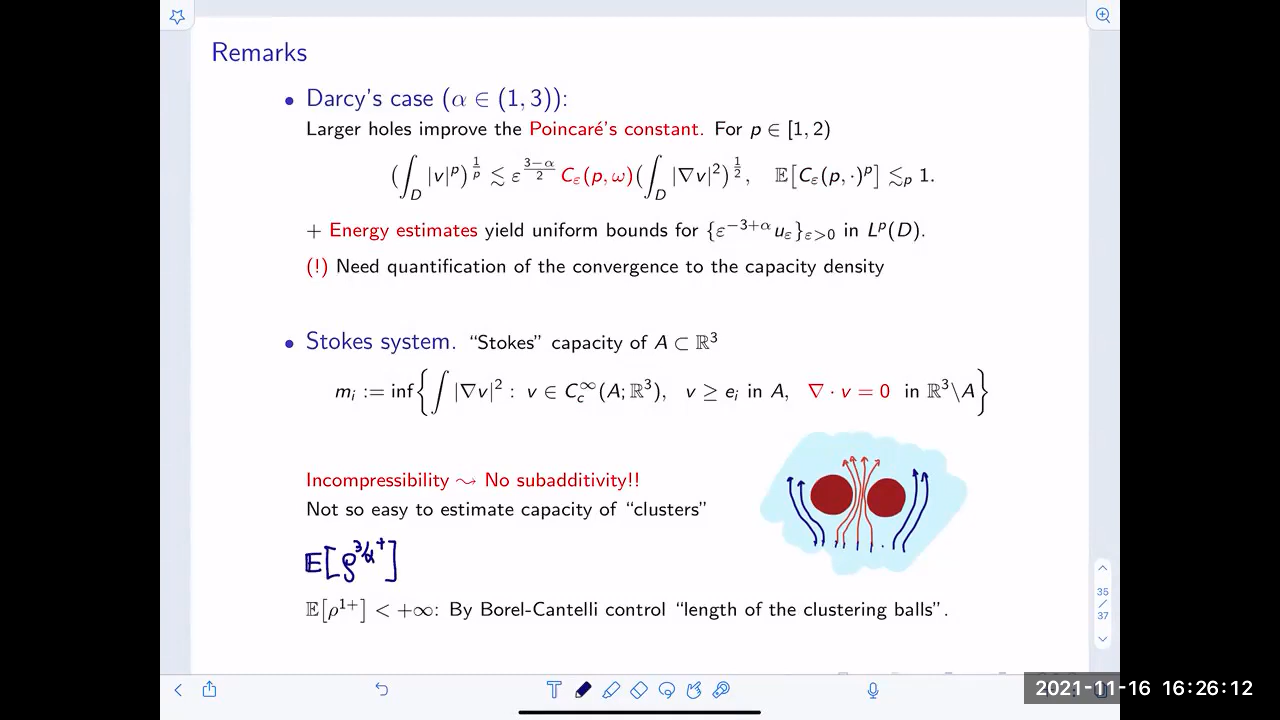 Remarks
• Darcy's case (α ∈ (1, 3)):
Larger holes improve the Poincaré's constant. For p ∈ [1, 2)
(∫_D |v|^p)^{1/p} ≲ ε^{(3−α)/2} C_ε(p, ω)(∫_D |∇v|²)^{1/2}, 𝔼[C_ε(p, ·)^p] ≲_p 1.
+ Energy estimates yield uniform bounds for {ε^{−3+α} u_ε}_{ε>0} in L^p(D).
(!) Need quantification of the convergence to the capacity density
• Stokes system. “Stokes” capacity of A ⊂ ℝ³
m_i := inf{∫ |∇v|² : v ∈ C_c^∞(A; ℝ³), v ≥ e_i in A, ∇ · v = 0 in ℝ³\A}
Incompressibility ⇝ No subadditivity!!
Not so easy to estimate capacity of “clusters”
𝔼[ρ^{3/α+}]
𝔼[ρ^{1+}] < +∞: By Borel-Cantelli control “length of the clustering balls”.
35
/
37
T
2021-11-16 16:26:12